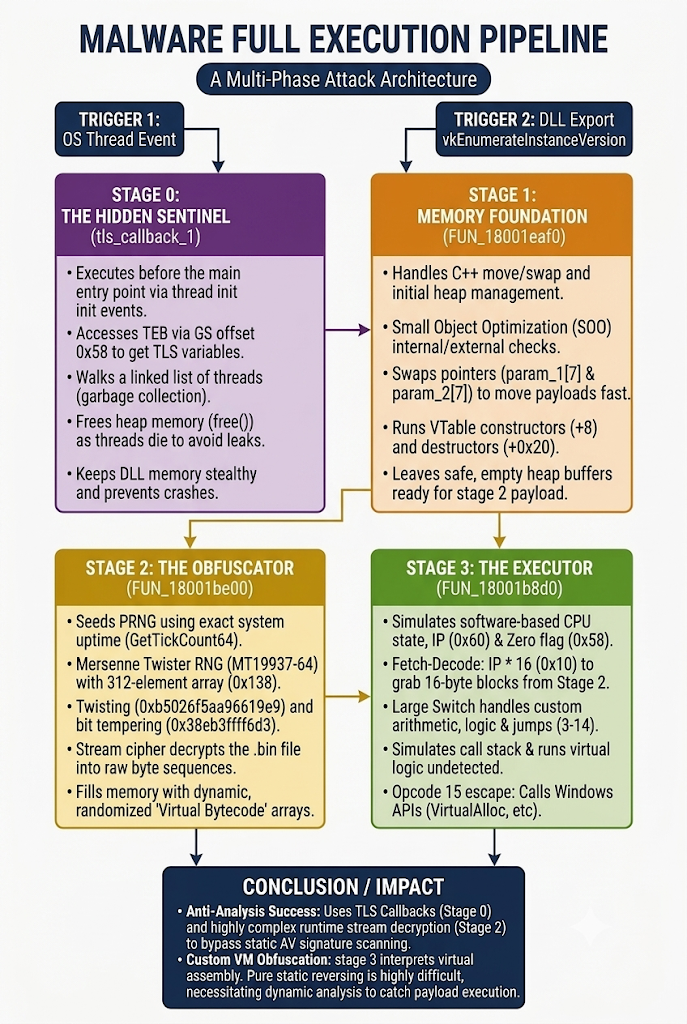 MALWARE FULL EXECUTION PIPELINE
A Multi-Phase Attack Architecture
TRIGGER 1:
OS Thread Event
TRIGGER 2: DLL Export
vkEnumerateInstanceVersion
STAGE 0:
THE HIDDEN SENTINEL
(tls_callback_1)
• Executes before the main
entry point via thread init
init events.
• Accesses TEB via GS offset
0x58 to get TLS variables.
• Walks a linked list of threads
(garbage collection).
• Frees heap memory (free())
as threads die to avoid leaks.
• Keeps DLL memory stealthy
and prevents crashes.
STAGE 1:
MEMORY FOUNDATION
(FUN_18001eaf0)
• Handles C++ move/swap and
initial heap management.
• Small Object Optimization (SOO)
internal/external checks.
• Swaps pointers (param_1[7] &
param_2[7]) to move payloads fast.
• Runs VTable constructors (+8)
and destructors (+0x20).
• Leaves safe, empty heap buffers
ready for stage 2 payload.
STAGE 2: THE OBFUSCATOR
(FUN_18001be00)
• Seeds PRNG using exact system
uptime (GetTickCount64).
• Mersenne Twister RNG (MT19937-64)
with 312-element array (0x138).
• Twisting (0xb5026f5aa96619e9) and
bit tempering (0x38eb3ffff6d3).
• Stream cipher decrypts the .bin file
into raw byte sequences.
• Fills memory with dynamic,
randomized 'Virtual Bytecode' arrays.
STAGE 3: THE EXECUTOR
(FUN_18001b8d0)
• Simulates software-based CPU
state, IP (0x60) & Zero flag (0x58).
• Fetch-Decode: IP * 16 (0x10) to
grab 16-byte blocks from Stage 2.
• Large Switch handles custom
arithmetic, logic & jumps (3-14).
• Simulates call stack & runs virtual
logic undetected.
• Opcode 15 escape: Calls Windows
APIs (VirtualAlloc, etc).
CONCLUSION / IMPACT
• Anti-Analysis Success: Uses TLS Callbacks (Stage 0)
and highly complex runtime stream decryption (Stage 2)
to bypass static AV signature scanning.
• Custom VM Obfuscation: stage 3 interprets virtual
assembly. Pure static reversing is highly difficult,
necessitating dynamic analysis to catch payload execution.